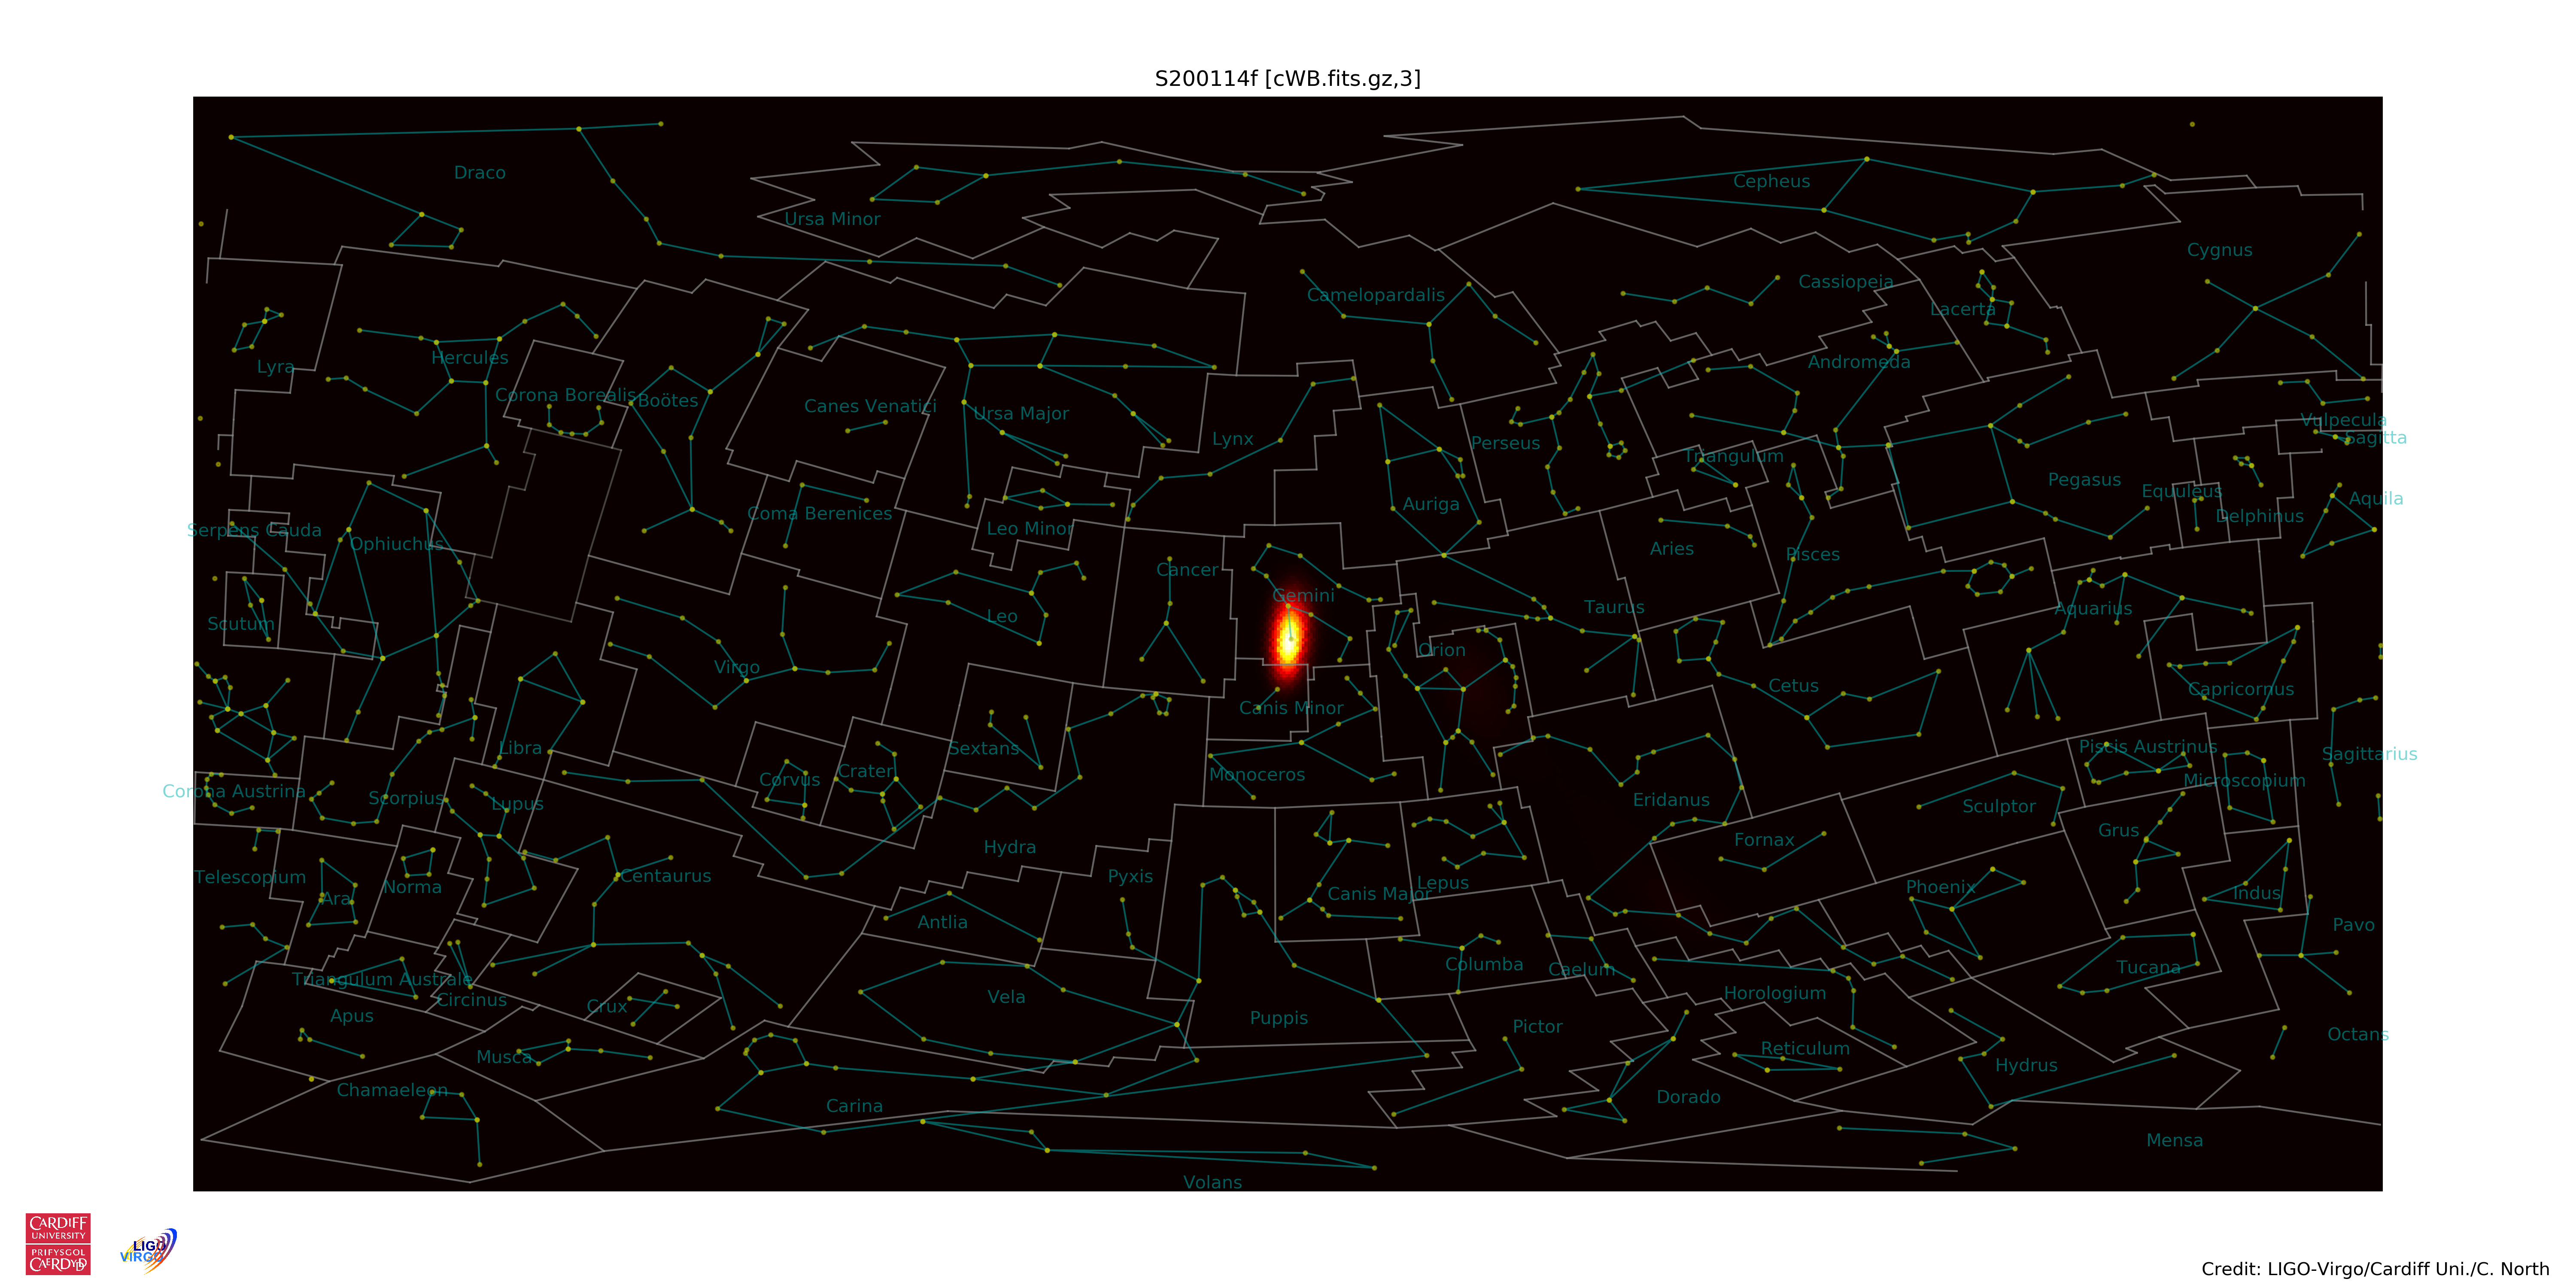 S200114f [cWB.fits.gz,3]
Draco
Cepheus
Ursa Minor
Cygnus
Cassiopeia
Camelopardalis
Lacerta
Hercules
Andromeda
Lyra
Corona Borealis
Boötes
Canes Venatici
Ursa Major
Vulpecula
Lynx
Perseus
Sagitta
Triangulum
Pegasus
Equuleus
Aquila
Auriga
Coma Berenices
Delphinus
Leo Minor
Serpens Cauda
Ophiuchus
Aries
Pisces
Cancer
Gemini
Taurus
Aquarius
Leo
Scutum
Orion
Virgo
Cetus
Capricornus
Canis Minor
Libra
Sextans
Piscis Austrinus
Sagittarius
Crater
Monoceros
Corvus
Microscopium
Corona Austrina
Scorpius
Lupus
Eridanus
Sculptor
Grus
Fornax
Hydra
Telescopium
Centaurus
Pyxis
Norma
Lepus
Phoenix
Canis Major
Indus
Ara
Antlia
Pavo
Columba
Caelum
Tucana
Triangulum Australe
Horologium
Vela
Circinus
Crux
Apus
Puppis
Pictor
Octans
Reticulum
Musca
Hydrus
Chamaeleon
Dorado
Carina
Mensa
Volans
CARDIFF
UNIVERSITY
PRIFYSGOL
CAERDYDD
LIGO
VIRGO
Credit: LIGO-Virgo/Cardiff Uni./C. North